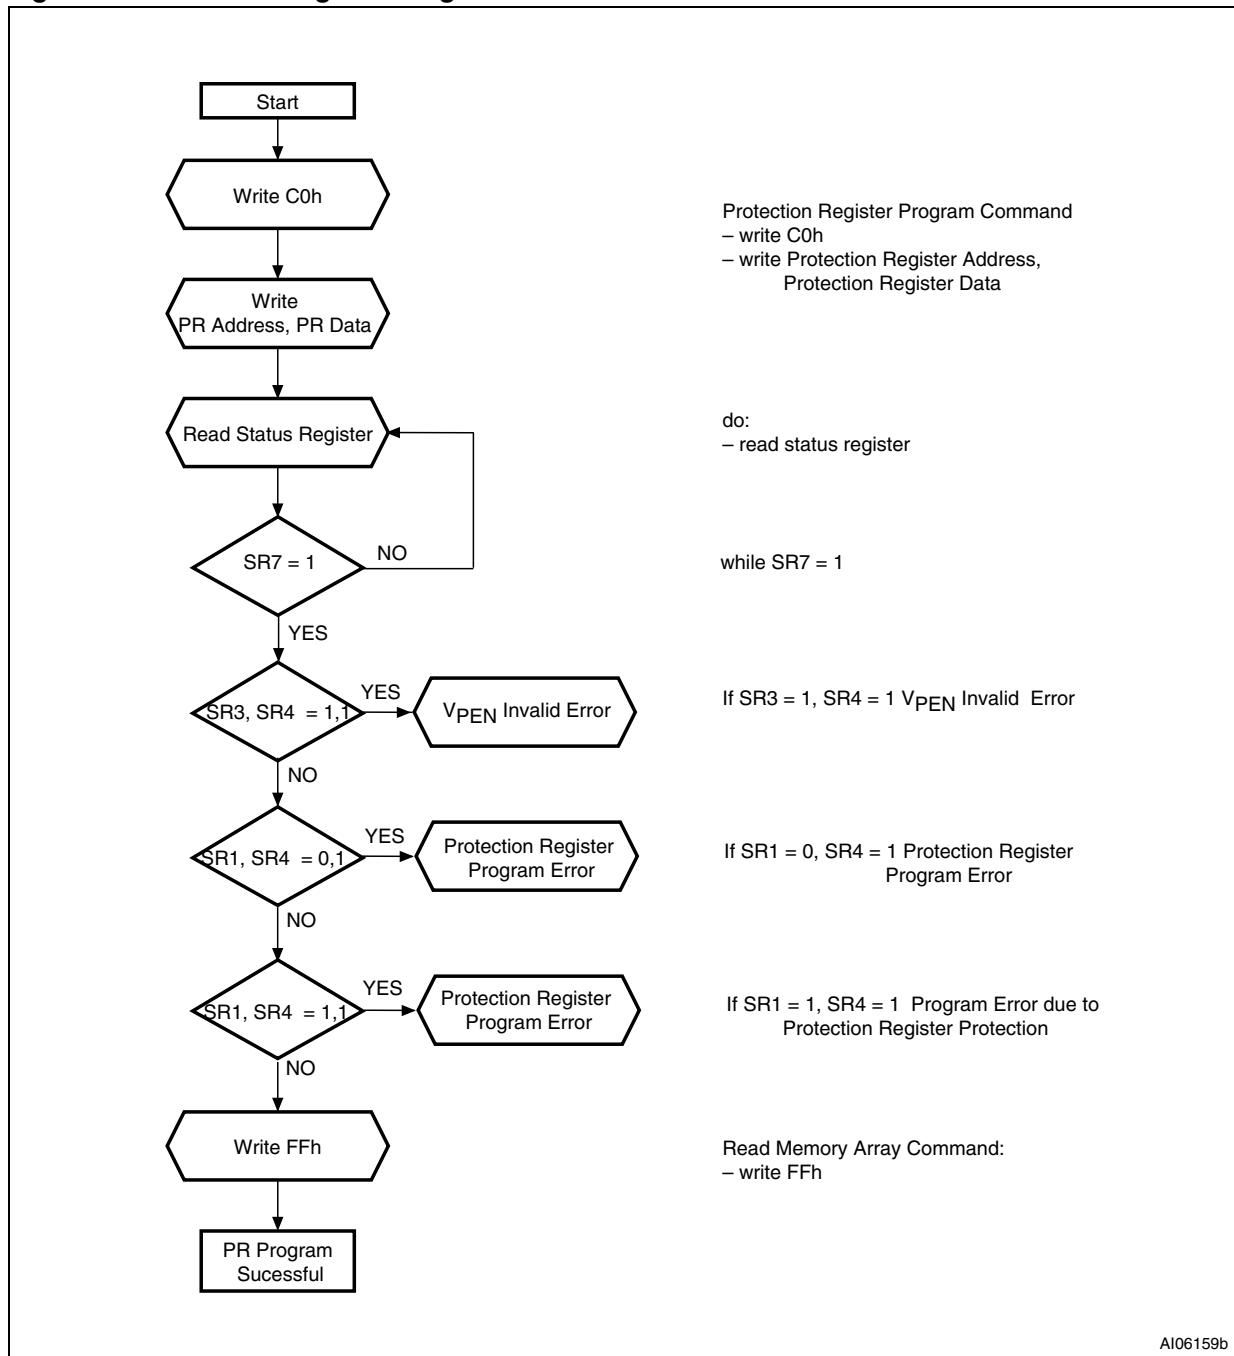 Start
Write C0h
Protection Register Program Command
– write C0h
– write Protection Register Address,
Protection Register Data
Write
PR Address, PR Data
Read Status Register
do:
– read status register
SR7 = 1
NO
while SR7 = 1
YES
SR3, SR4 = 1,1
YES
VPEN Invalid Error
If SR3 = 1, SR4 = 1 VPEN Invalid Error
NO
SR1, SR4 = 0,1
YES
Protection Register
Program Error
If SR1 = 0, SR4 = 1 Protection Register
Program Error
NO
SR1, SR4 = 1,1
YES
Protection Register
Program Error
If SR1 = 1, SR4 = 1 Program Error due to
Protection Register Protection
NO
Write FFh
Read Memory Array Command:
– write FFh
PR Program
Sucessful
AI06159b